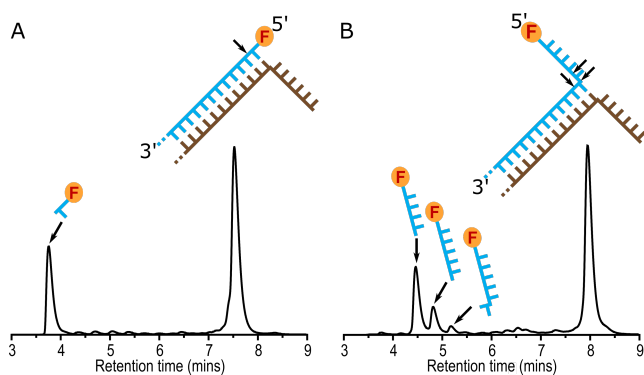 A
F 5'
3'
F
3 4 5 6 7 8 9
Retention time (mins)
B
5'
F
3'
F
F
F
3 4 5 6 7 8 9
Retention time (mins)